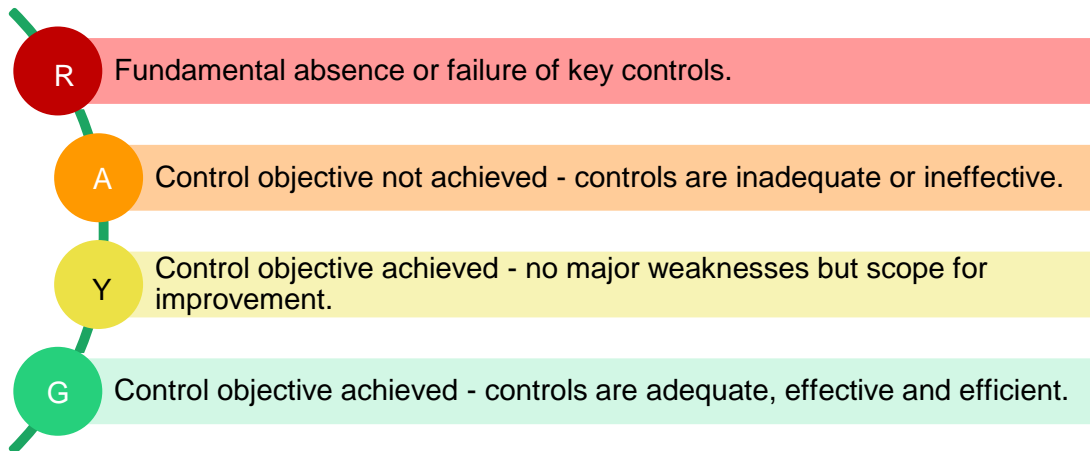 R
Fundamental absence or failure of key controls.
A
Control objective not achieved - controls are inadequate or ineffective.
Y
Control objective achieved - no major weaknesses but scope for
improvement.
G
Control objective achieved - controls are adequate, effective and efficient.